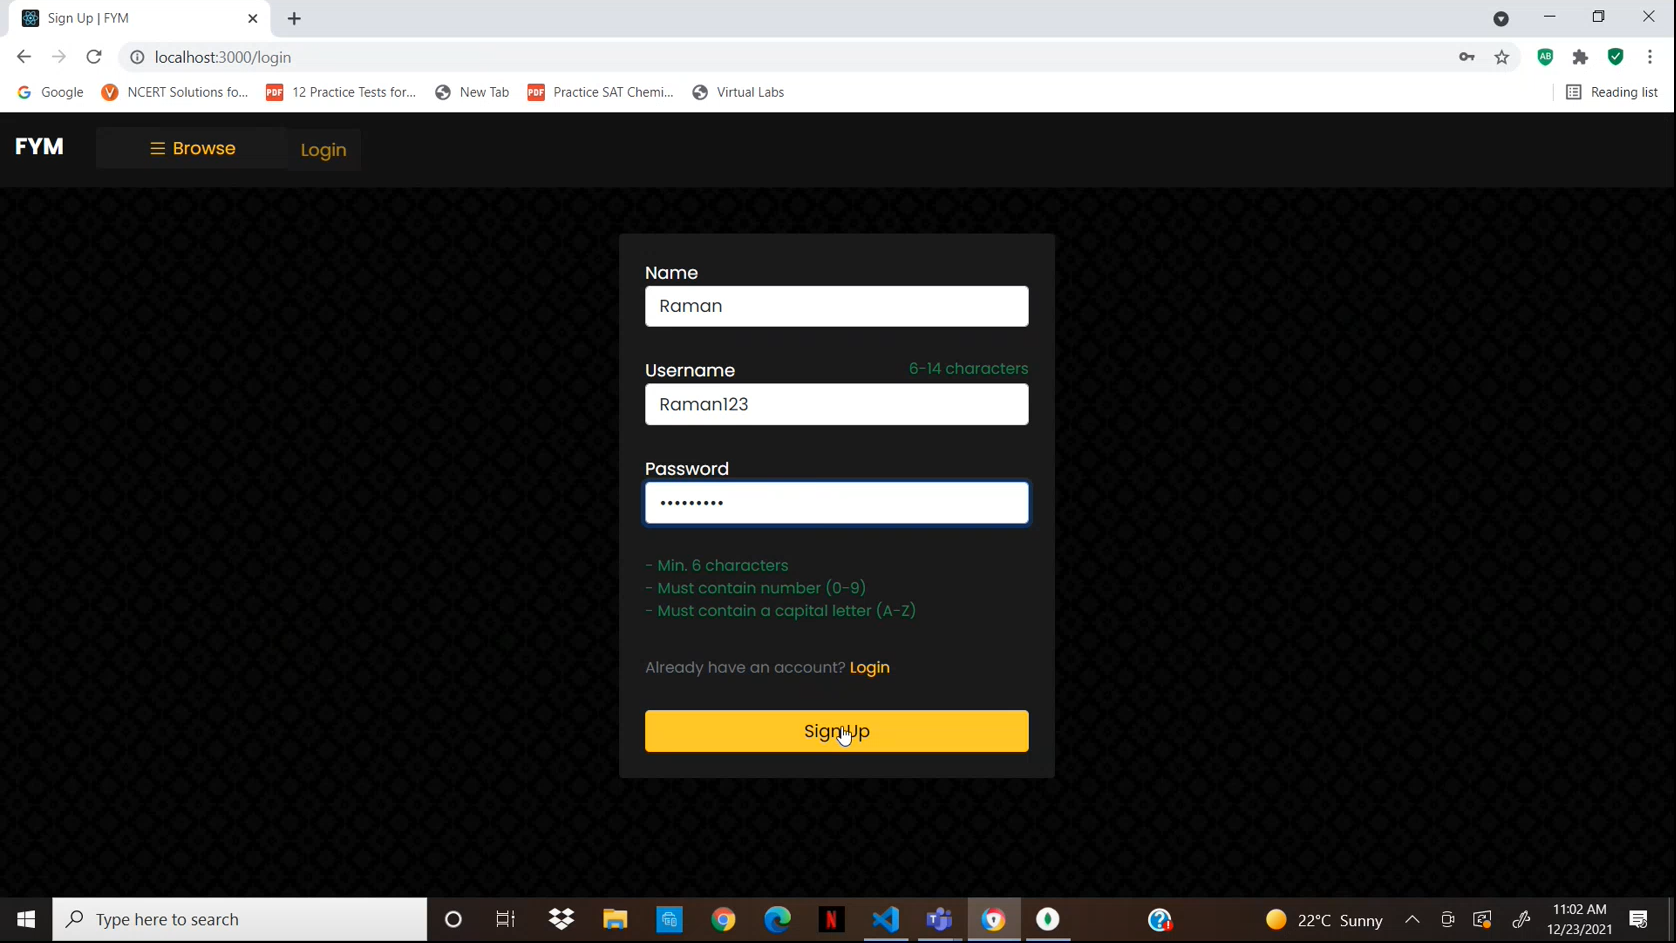 Sign Up | FYM
localhost:3000/login
Google NCERT Solutions fo... PDF 12 Practice Tests for... New Tab PDF Practice SAT Chemi... Virtual Labs Reading list
FYM Browse Login
Name
Raman
Username 6-14 characters
Raman123
Password
•••••••••
- Min. 6 characters
- Must contain number (0-9)
- Must contain a capital letter (A-Z)
Already have an account? Login
Sign Up
Type here to search 22°C Sunny 11:02 AM
12/23/2021